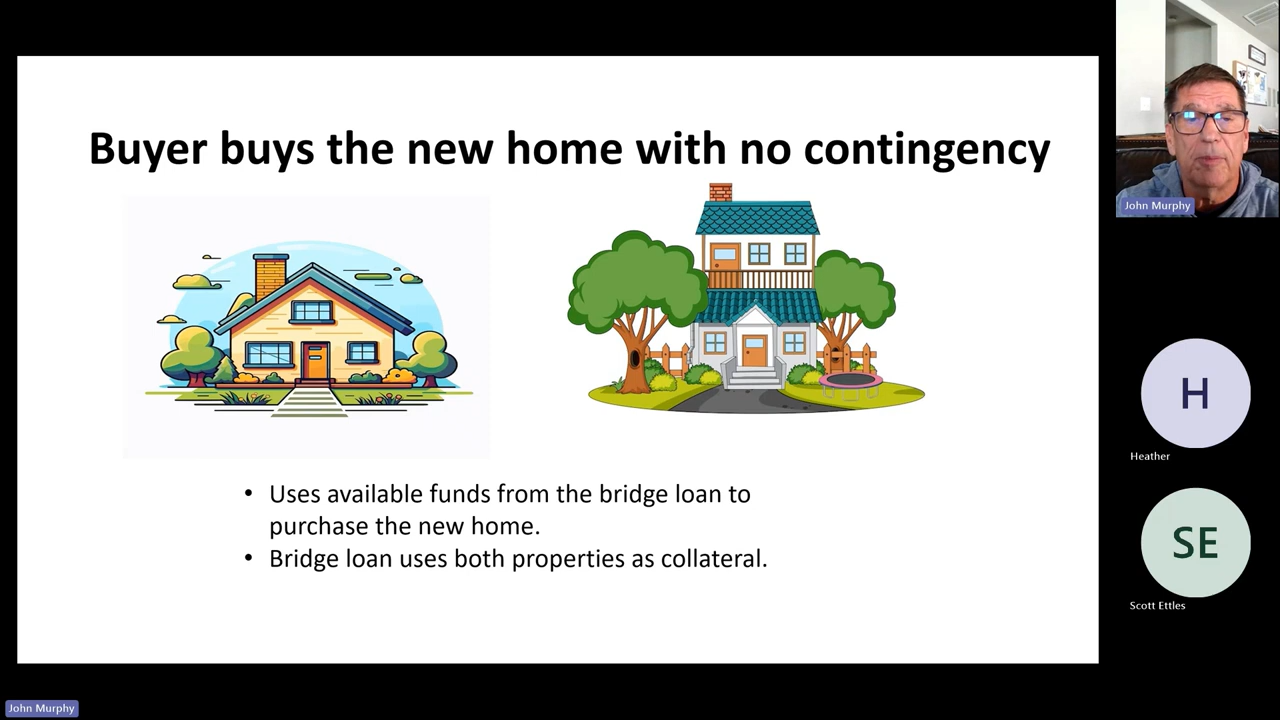 Buyer buys the new home with no contingency
• Uses available funds from the bridge loan to
purchase the new home.
• Bridge loan uses both properties as collateral.
John Murphy
H
Heather
SE
Scott Ettles
John Murphy